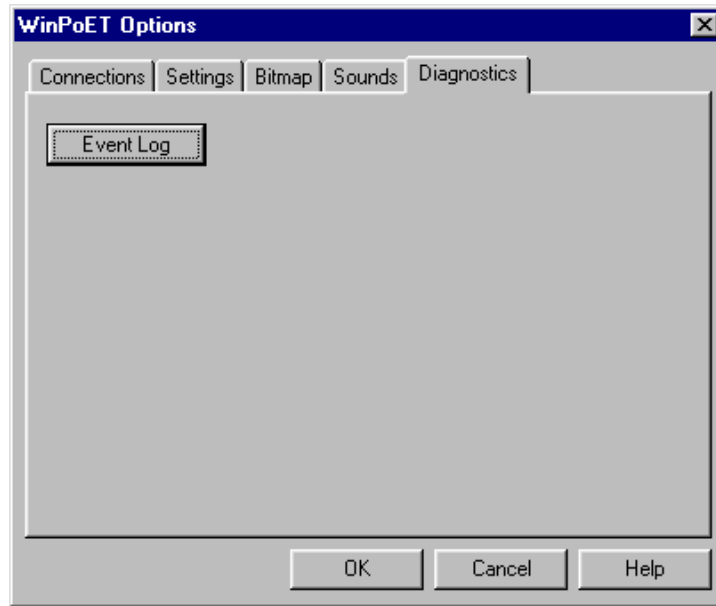 WinPoET Options
Connections Settings Bitmap Sounds Diagnostics
Event Log
OK Cancel Help